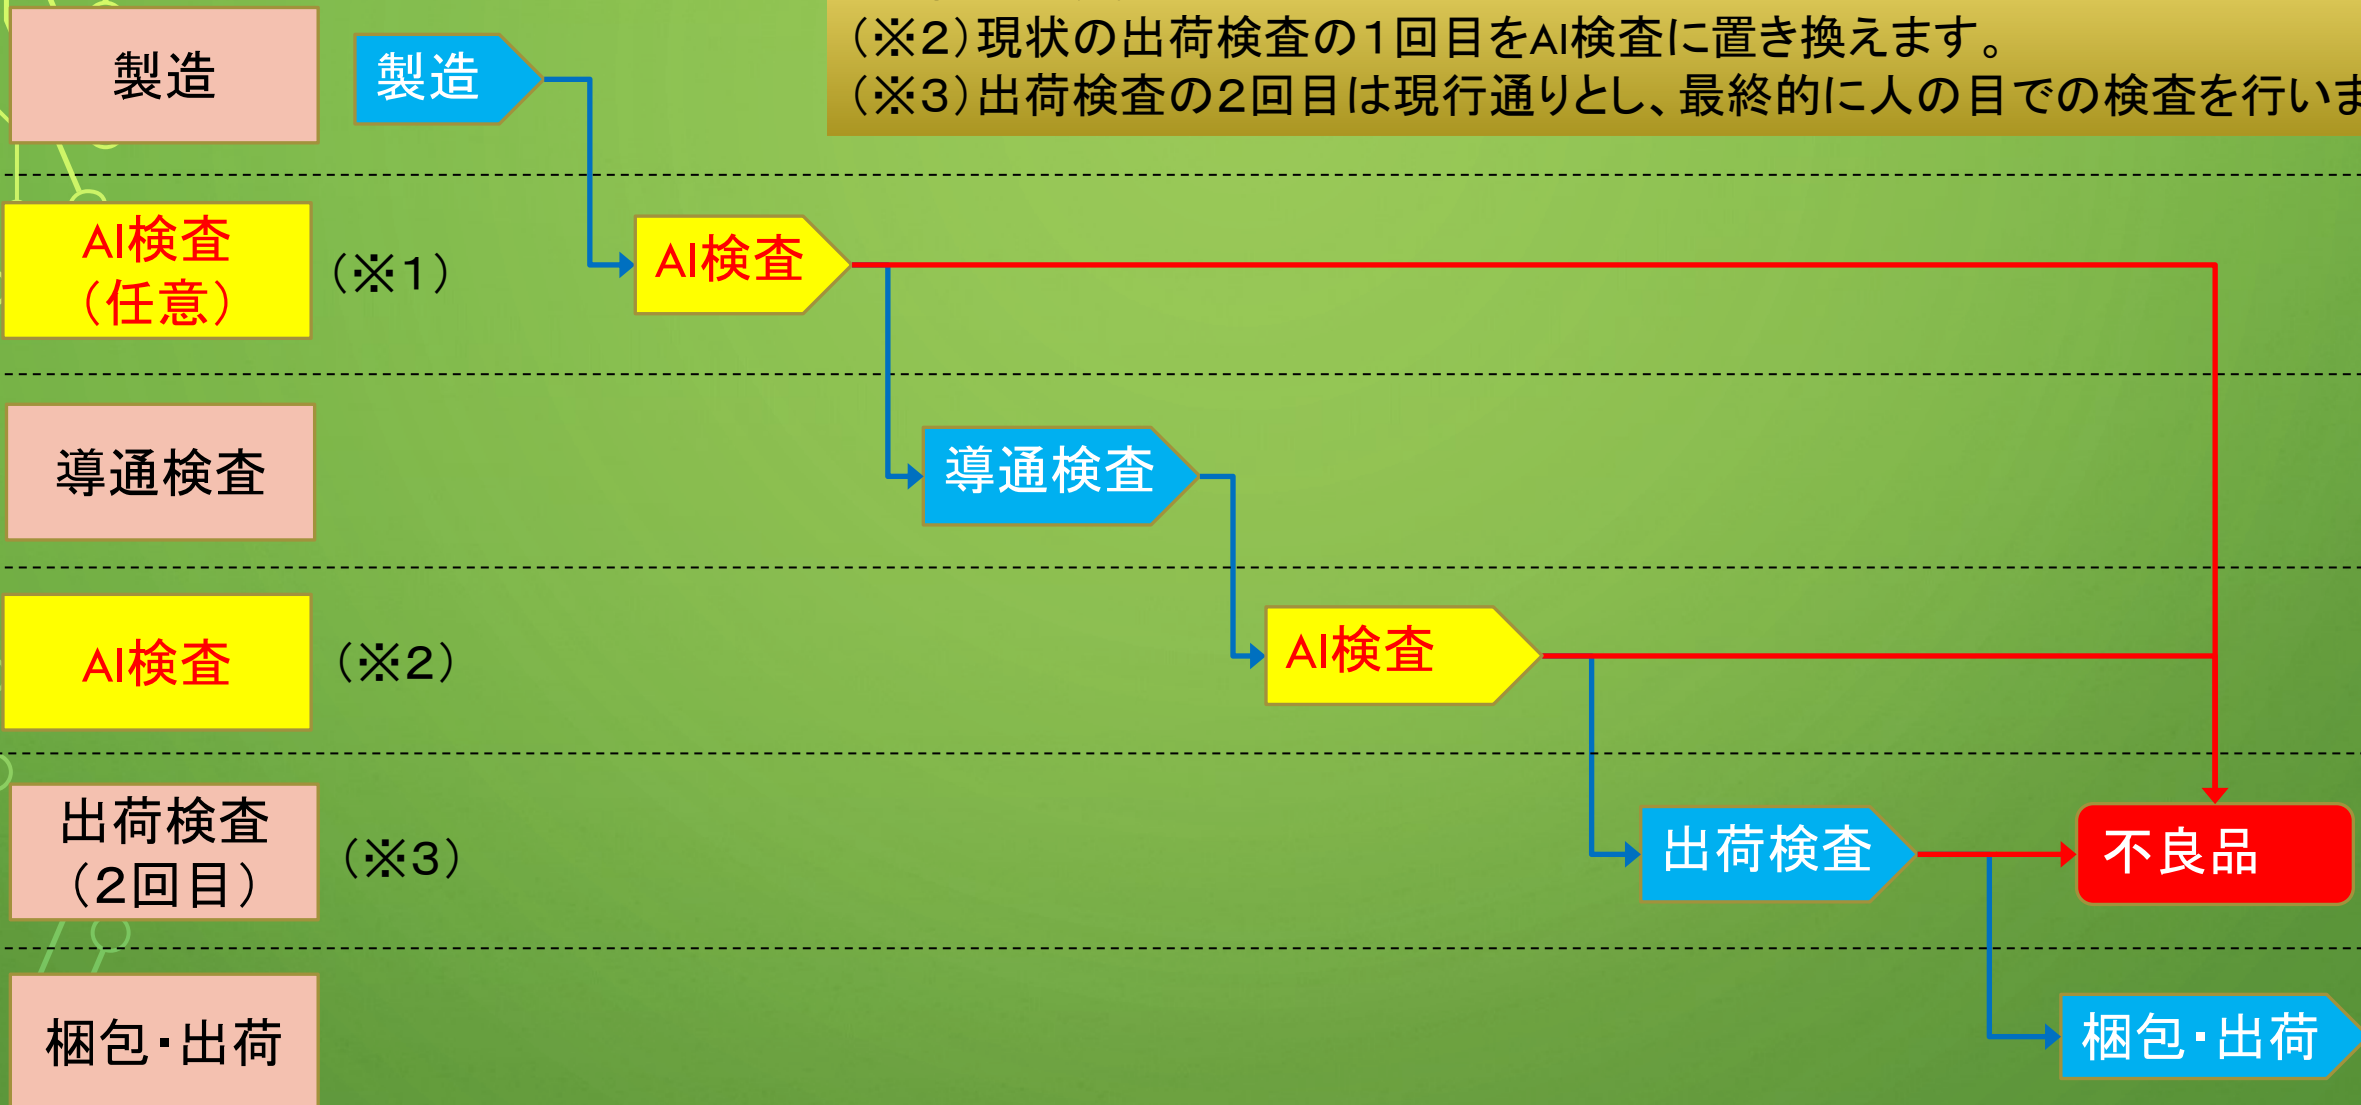 (※2)現状の出荷検査の1回目をAI検査に置き換えます。
(※3)出荷検査の2回目は現行通りとし、最終的に人の目での検査を行いま
製造
製造
AI検査
(任意)
(※1)
AI検査
導通検査
導通検査
AI検査
(※2)
AI検査
出荷検査
(2回目)
(※3)
出荷検査
不良品
梱包・出荷
梱包・出荷